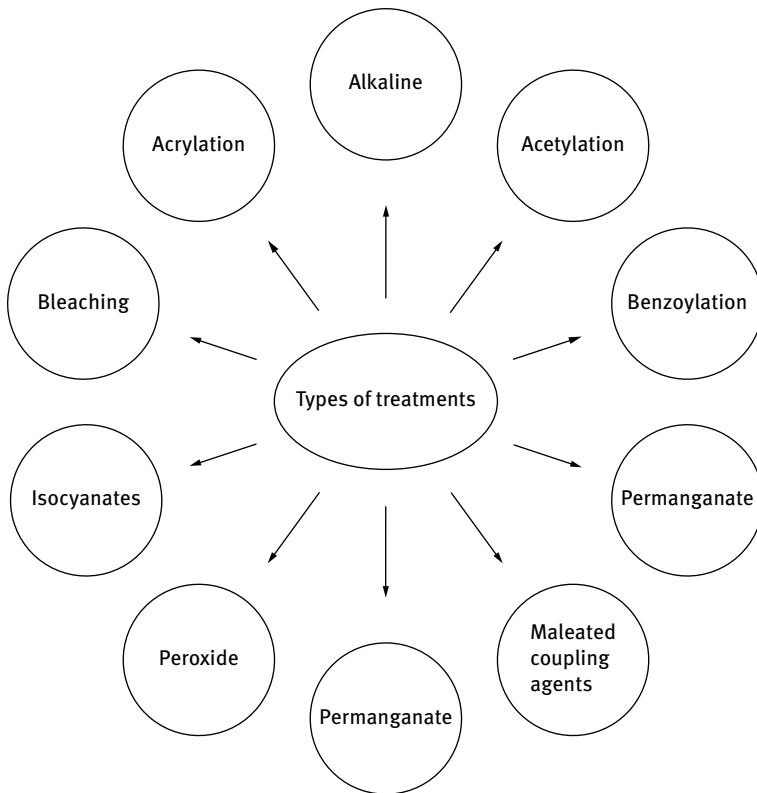 Alkaline
Acrylation
Acetylation
Bleaching
Benzoylation
Types of treatments
Isocyanates
Permanganate
Peroxide
Maleated
coupling
agents
Permanganate